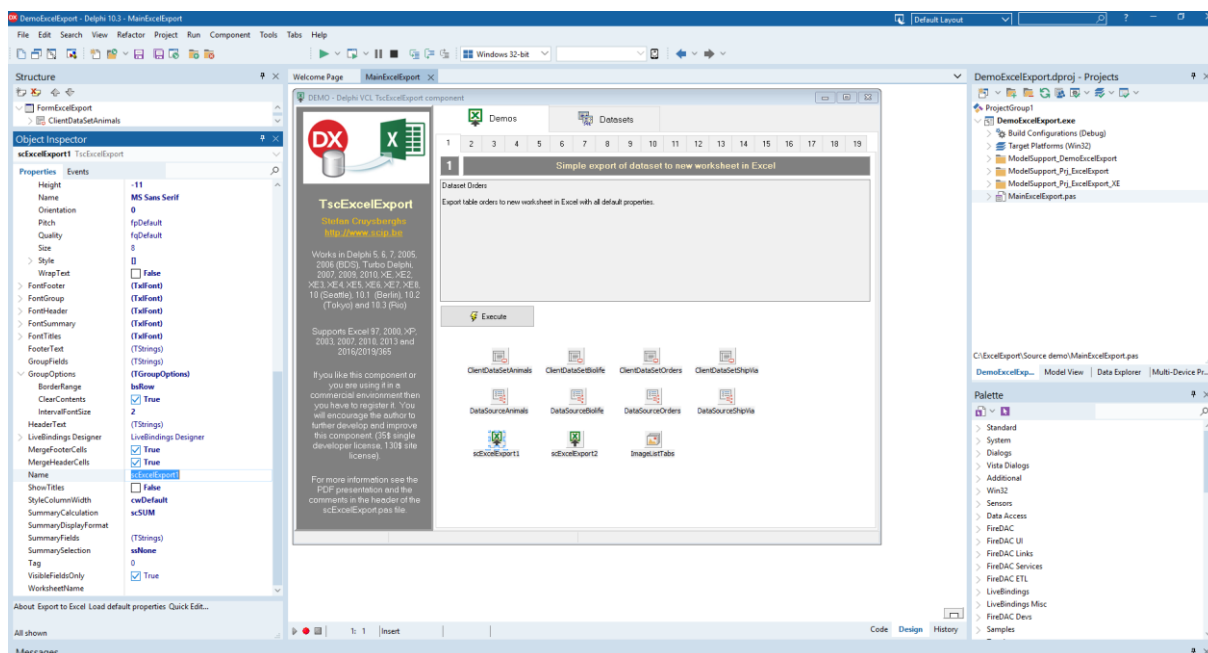 DemoExcelExport - Delphi 10.3 - MainExcelExport
Default Layout
File Edit Search View Refactor Project Run Component Tools Tabs Help
Windows 32-bit
Structure
FormExcelExport
ClientDataSetAnimals
Object Inspector
scExcelExport1 TscExcelExport
Properties Events
Height -11
Name MS Sans Serif
Orientation 0
Pitch fpDefault
Quality fqDefault
Size 8
Style []
WrapText False
FontFooter (TxlFont)
FontGroup (TxlFont)
FontHeader (TxlFont)
FontSummary (TxlFont)
FontTitles (TxlFont)
FooterText (TStrings)
GroupFields (TStrings)
GroupOptions (TGroupOptions)
BorderRange bsRow
ClearContents True
IntervalFontSize 2
HeaderText (TStrings)
LiveBindings Designer LiveBindings Designer
MergeFooterCells True
MergeHeaderCells True
Name scExcelExport1
ShowTitles False
StyleColumnWidth cwDefault
SummaryCalculation scSUM
SummaryDisplayFormat
SummaryFields (TStrings)
SummarySelection ssNone
Tag 0
VisibleFieldsOnly True
WorksheetName
About Export to Excel Load default properties Quick Edit...
All shown
Messages
Welcome Page MainExcelExport
DEMO - Delphi VCL TscExcelExport component
DX X
TscExcelExport
Stefan Cruysberghs
http://www.scip.be
Works in Delphi 5, 6, 7, 2005,
2006 (BDS), Turbo Delphi,
2007, 2009, 2010, XE, XE2,
XE3, XE4, XE5, XE6, XE7, XE8,
10 (Seattle), 10.1 (Berlin), 10.2
(Tokyo) and 10.3 (Rio)
Supports Excel 97, 2000, XP,
2003, 2007, 2010, 2013 and
2016/2019/365
If you like this component or
you are using it in a
commercial environment then
you have to register it. You
will encourage the author to
further develop and improve
this component. (35$ single
developer license, 130$ site
license).
For more information see the
PDF presentation and the
comments in the header of the
scExcelExport.pas file.
Demos Datasets
1 2 3 4 5 6 7 8 9 10 11 12 13 14 15 16 17 18 19
1 Simple export of dataset to new worksheet in Excel
Dataset Orders
Export table orders to new worksheet in Excel with all default properties.
Execute
ClientDataSetAnimals ClientDataSetBiolife ClientDataSetOrders ClientDataSetShipVia
DataSourceAnimals DataSourceBiolife DataSourceOrders DataSourceShipVia
scExcelExport1 scExcelExport2 ImageListTabs
1: 1 Insert
Code Design History
DemoExcelExport.dproj - Projects
ProjectGroup1
DemoExcelExport.exe
Build Configurations (Debug)
Target Platforms (Win32)
ModelSupport_DemoExcelExport
ModelSupport_Prj_ExcelExport
ModelSupport_Prj_ExcelExport_XE
MainExcelExport.pas
C:\ExcelExport\Source demo\MainExcelExport.pas
DemoExcelExp... Model View Data Explorer Multi-Device Pr...
Palette
Standard
System
Dialogs
Vista Dialogs
Additional
Win32
Sensors
Data Access
FireDAC
FireDAC UI
FireDAC Links
FireDAC Services
FireDAC ETL
LiveBindings
LiveBindings Misc
FireDAC Devs
Samples